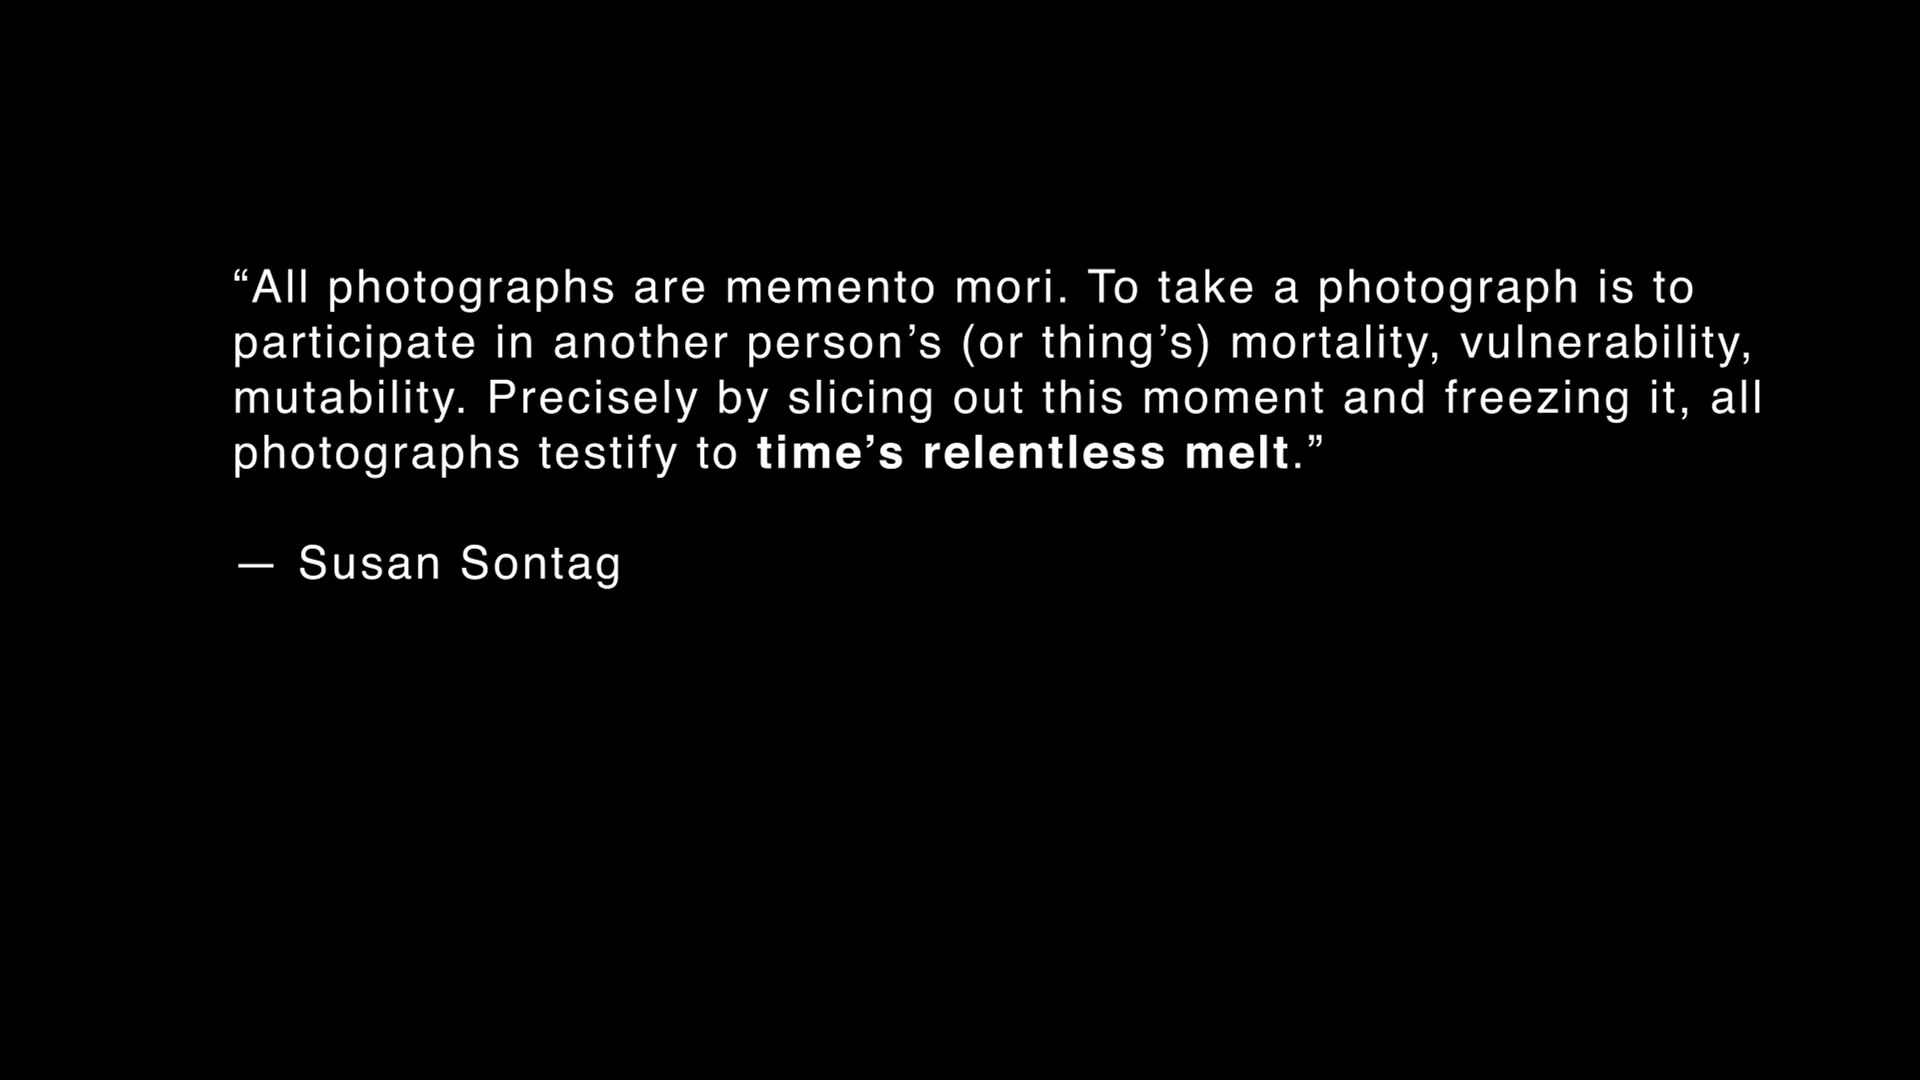 “All photographs are memento mori. To take a photograph is to
participate in another person’s (or thing’s) mortality, vulnerability,
mutability. Precisely by slicing out this moment and freezing it, all
photographs testify to time’s relentless melt.”
— Susan Sontag